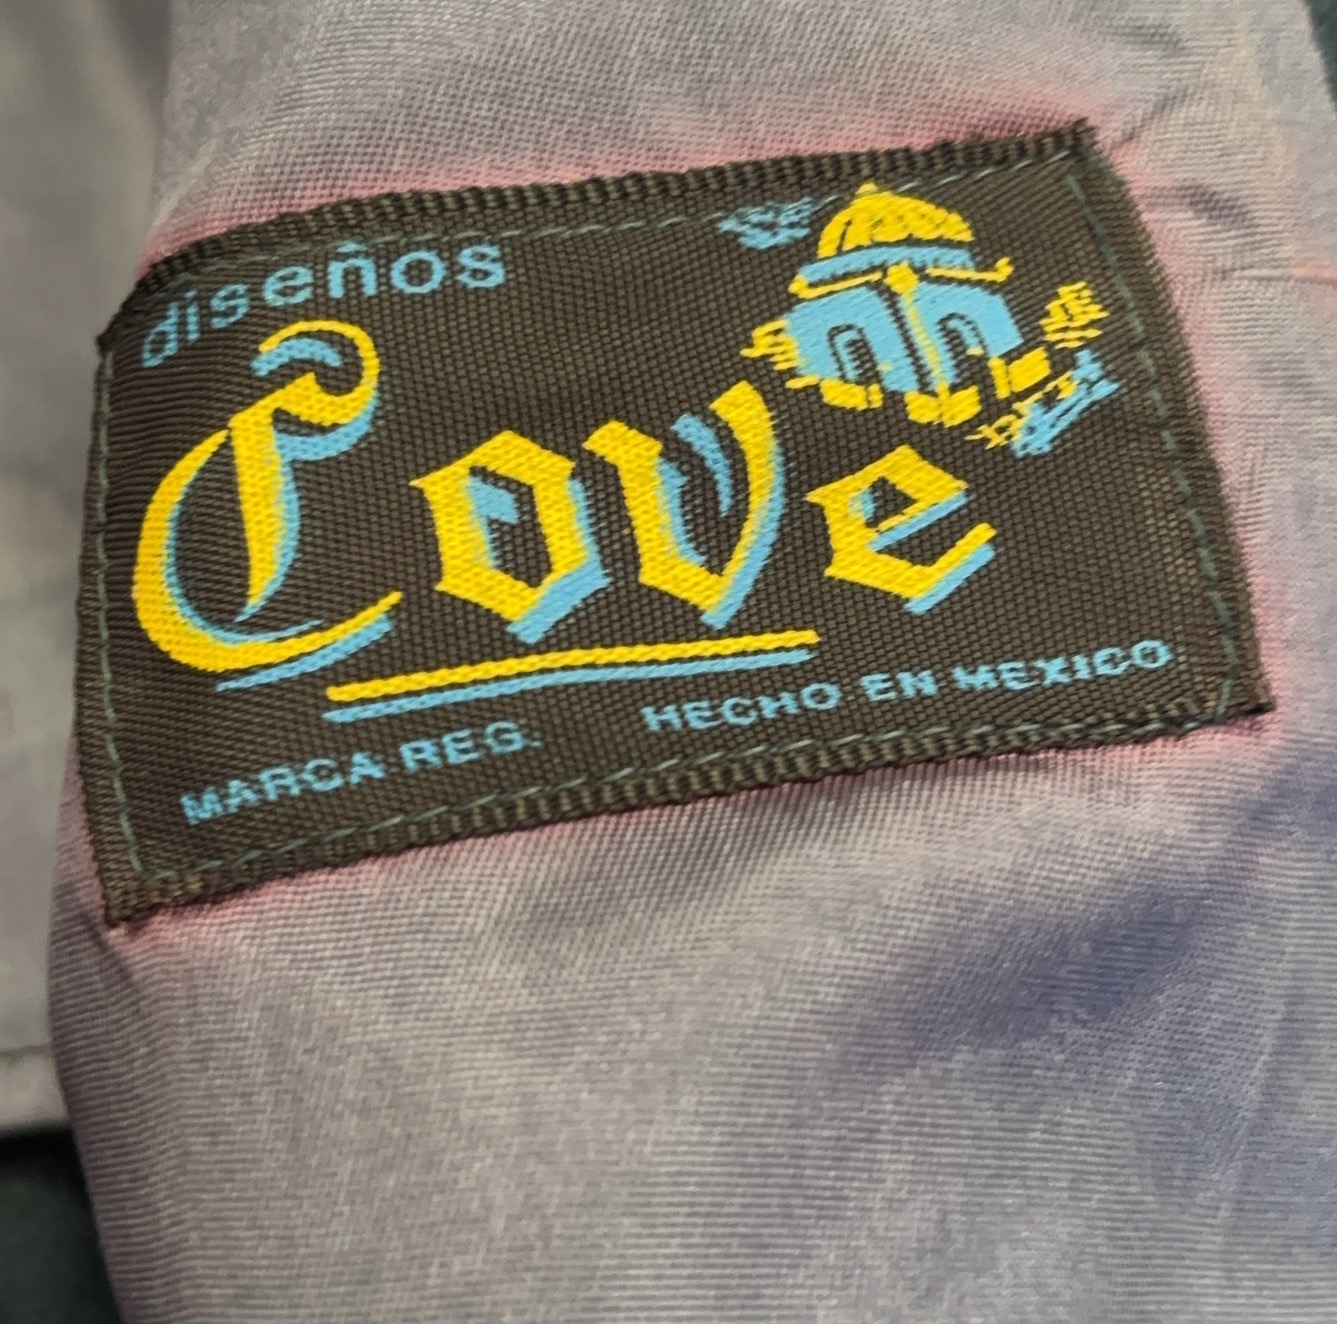 diseños
Cove
MARCA REG. HECHO EN MEXICO